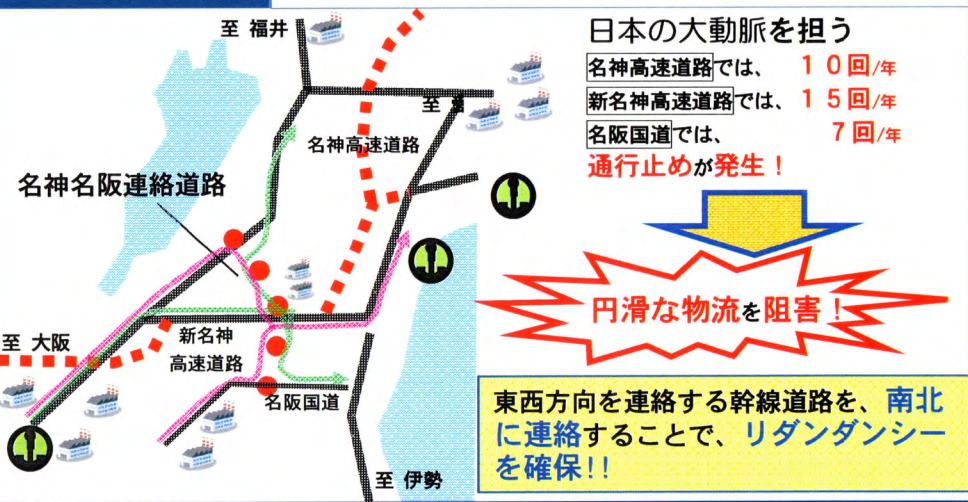 至 福井
至
名神高速道路
名神名阪連絡道路
至 大阪
新名神
高速道路
名阪国道
至 伊勢
日本の大動脈を担う
名神高速道路では、 10回/年
新名神高速道路では、 15回/年
名阪国道では、 7回/年
通行止めが発生！
円滑な物流を阻害！
東西方向を連絡する幹線道路を、南北
に連絡することで、リダンダンシー
を確保!!